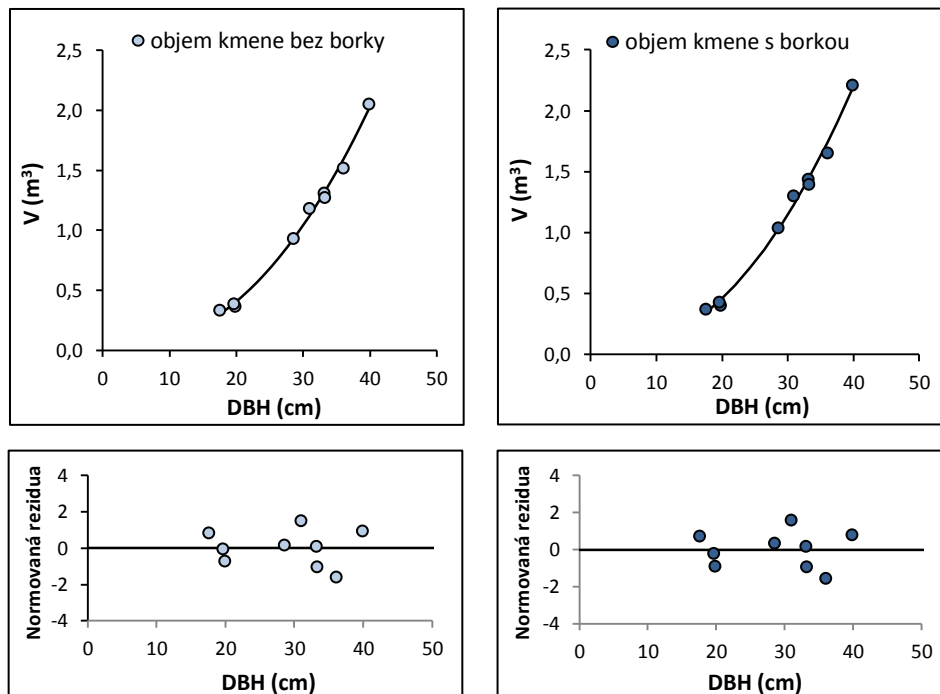 objem kmene bez borky
2,5
2,0
1,5
1,0
0,5
0,0
V (m³)
0 10 20 30 40 50
DBH (cm)
objem kmene s borkou
2,5
2,0
1,5
1,0
0,5
0,0
V (m³)
0 10 20 30 40 50
DBH (cm)
Normovaná rezidua
4
2
0
-2
-4
0 10 20 30 40 50
DBH (cm)
Normovaná rezidua
4
2
0
-2
-4
0 10 20 30 40 50
DBH (cm)